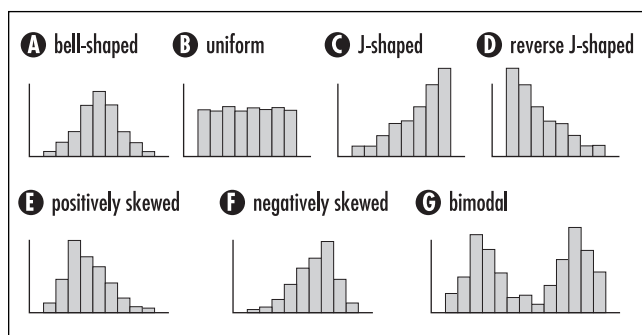 A bell-shaped B uniform C J-shaped D reverse J-shaped
E positively skewed F negatively skewed G bimodal